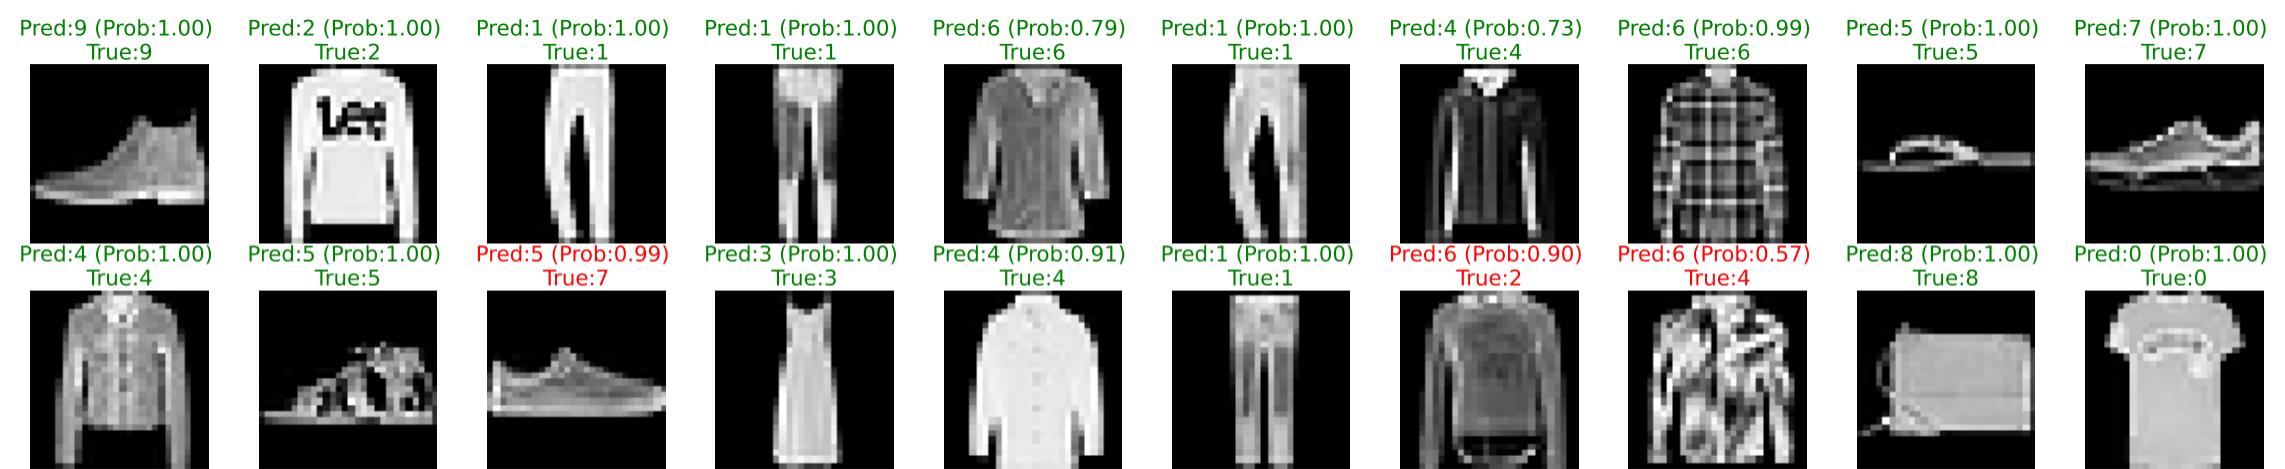 Pred:9 (Prob:1.00) Pred:2 (Prob:1.00) Pred:1 (Prob:1.00) Pred:1 (Prob:1.00) Pred:6 (Prob:0.79) Pred:1 (Prob:1.00) Pred:4 (Prob:0.73) Pred:6 (Prob:0.99) Pred:5 (Prob:1.00) Pred:7 (Prob:1.00)
True:9 True:2 True:1 True:1 True:6 True:1 True:4 True:6 True:5 True:7
Lee
Pred:4 (Prob:1.00) Pred:5 (Prob:1.00) Pred:5 (Prob:0.99) Pred:3 (Prob:1.00) Pred:4 (Prob:0.91) Pred:1 (Prob:1.00) Pred:6 (Prob:0.90) Pred:6 (Prob:0.57) Pred:8 (Prob:1.00) Pred:0 (Prob:1.00)
True:4 True:5 True:7 True:3 True:4 True:1 True:2 True:4 True:8 True:0